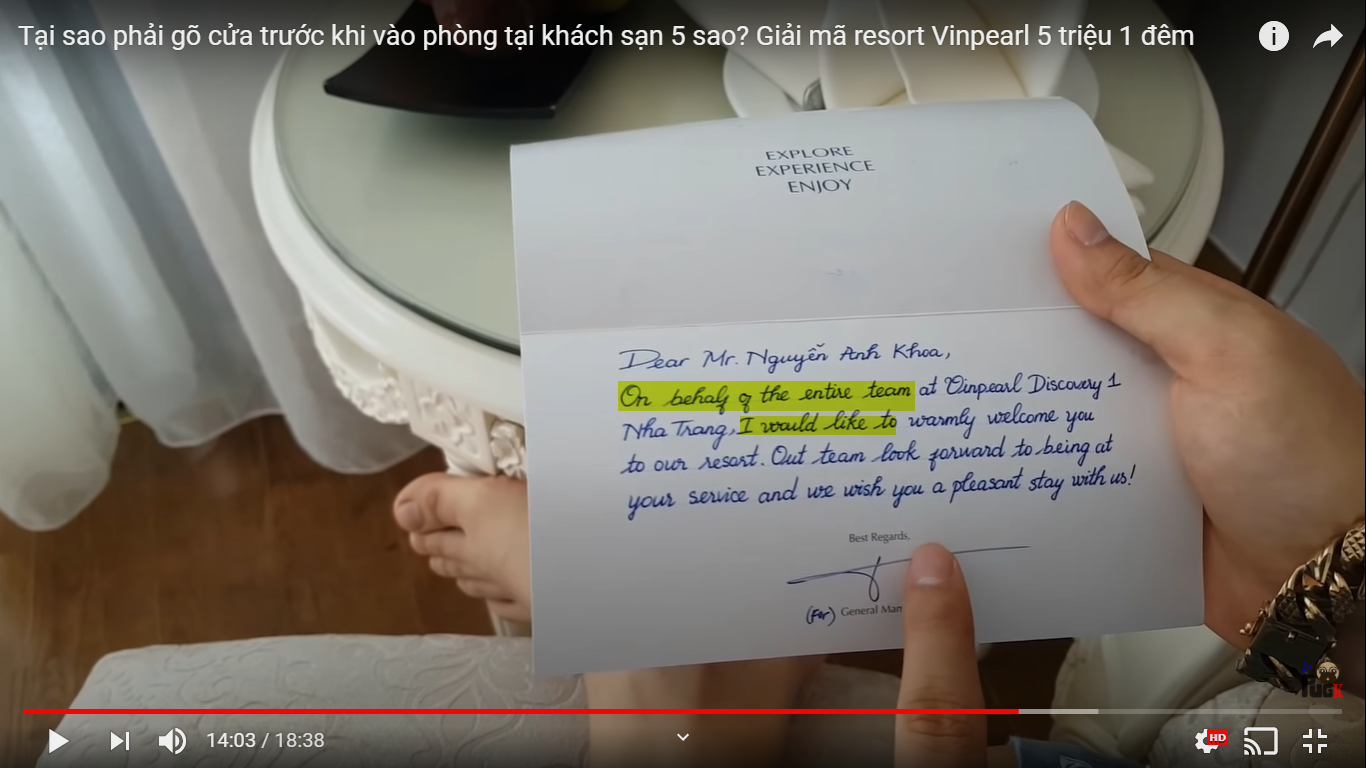 Tại sao phải gõ cửa trước khi vào phòng tại khách sạn 5 sao? Giải mã resort Vinpearl 5 triệu 1 đêm
EXPLORE
EXPERIENCE
ENJOY
Dear Mr. Nguyễn Anh Khoa,
On behalf of the entire team at Vinpearl Discovery 1
Nha Trang, I would like to warmly welcome you
to our resort. Out team look forward to being at
your service and we wish you a pleasant stay with us!
Best Regards,
(For) General Man
14:03 / 18:38
HD